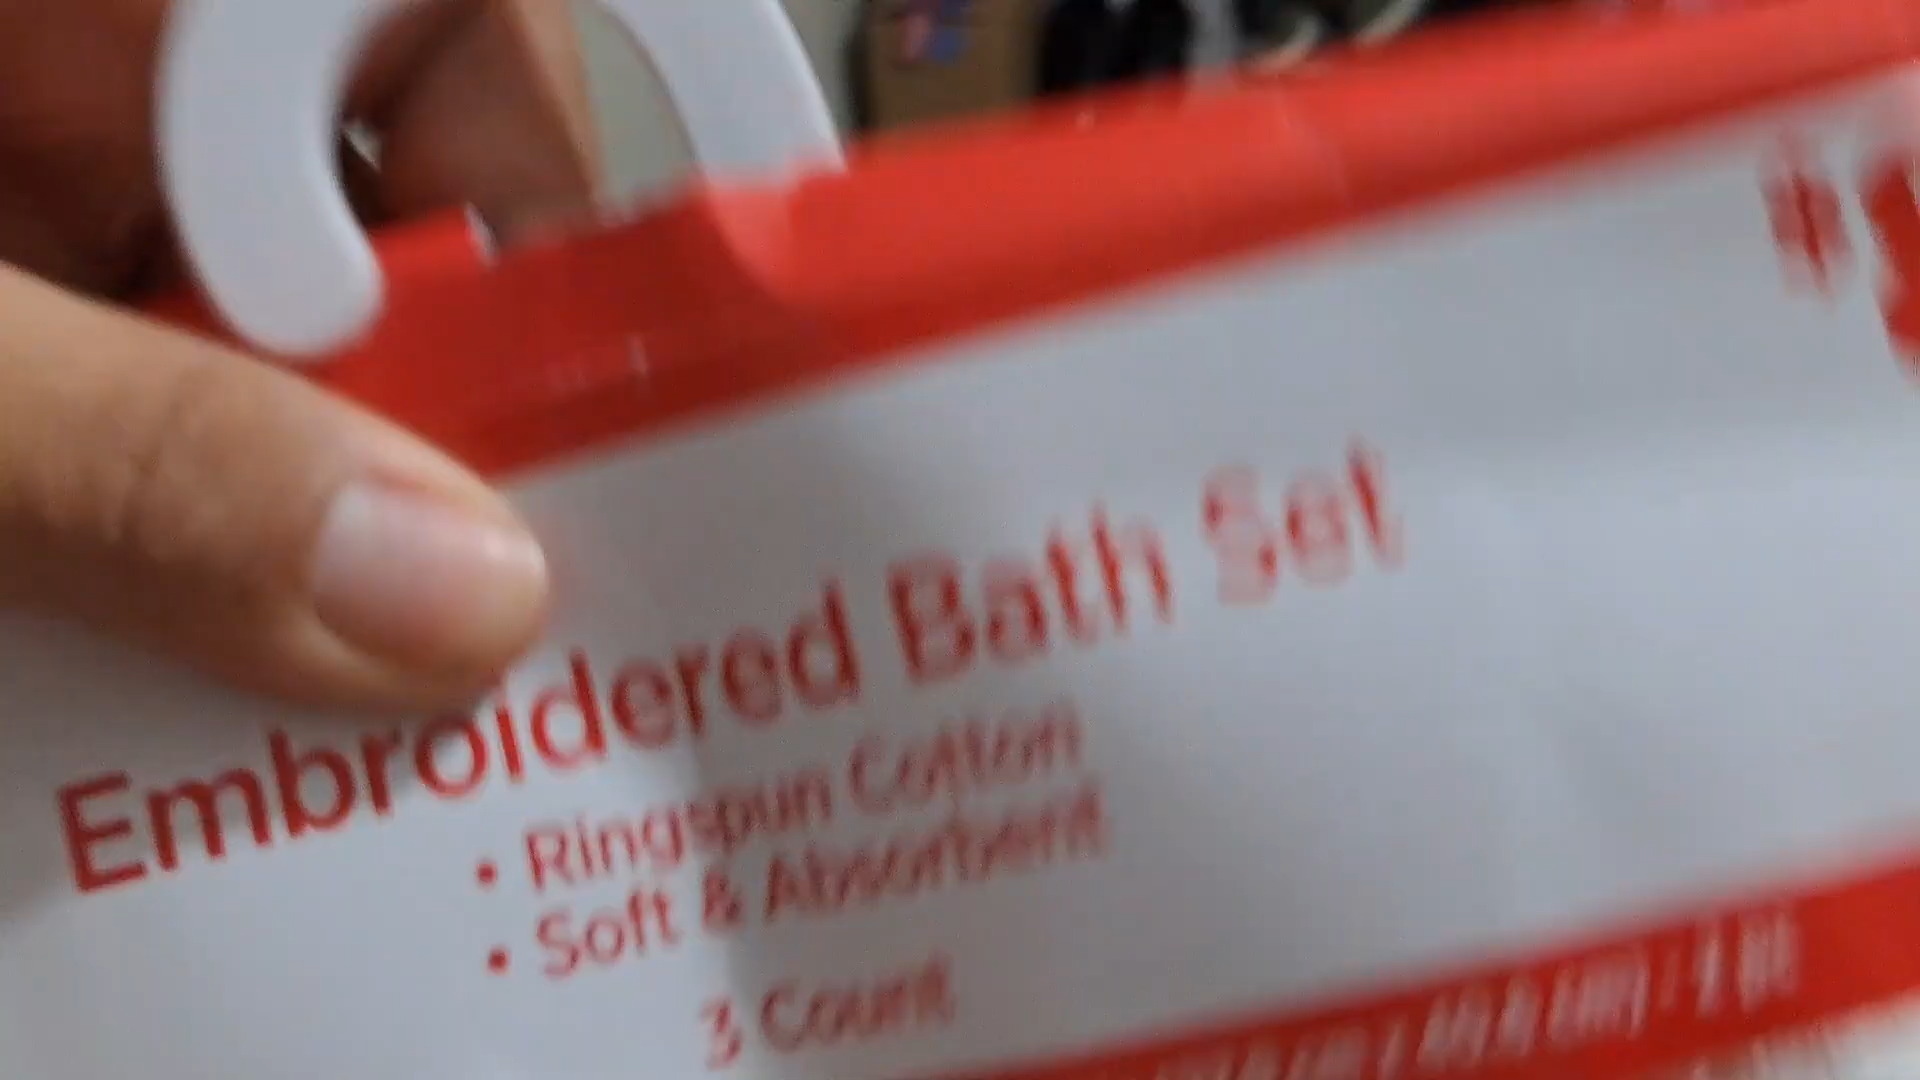 Embroidered Bath Set
• Ringspun Cotton
• Soft & Absorbent
3 Count